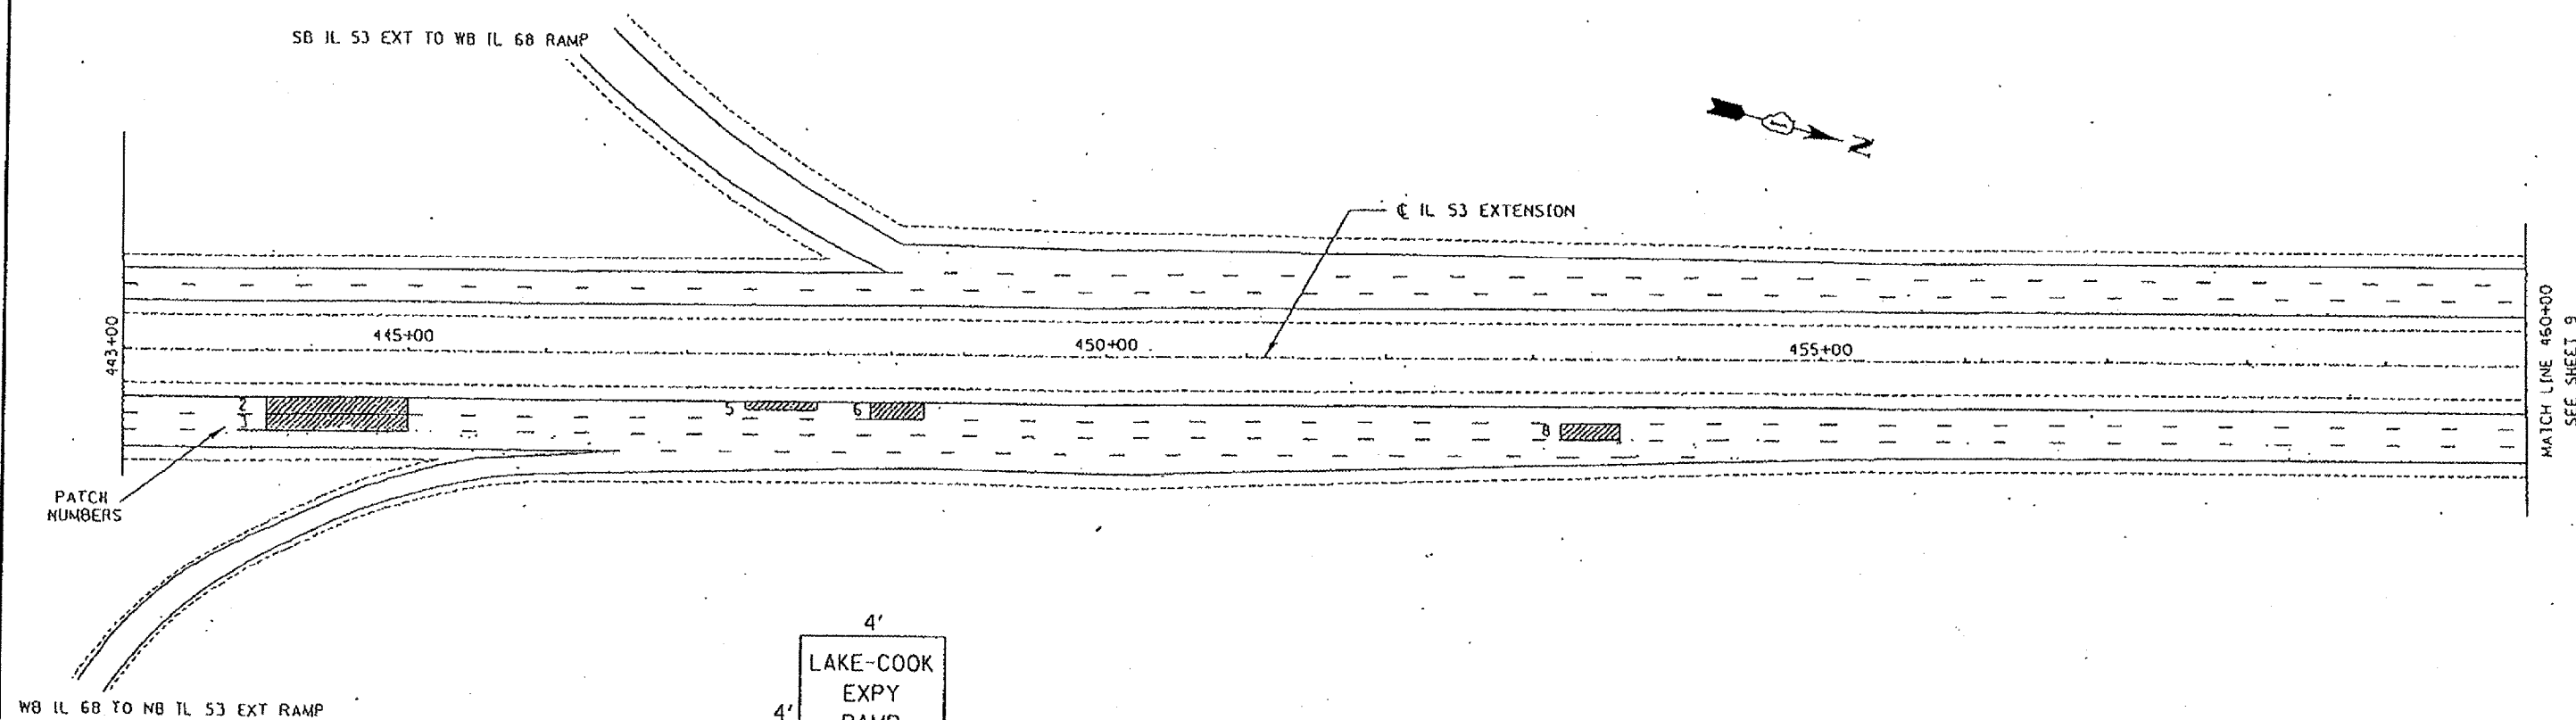 SB IL 53 EXT TO WB IL 68 RAMP
N
℄ IL 53 EXTENSION
443+00
445+00
450+00
455+00
MATCH LINE 460+00
SEE SHEET 9
2
3
5
6
8
PATCH
NUMBERS
4'
LAKE-COOK
EXPY
RAMP
4'
WB IL 68 TO NB IL 53 EXT RAMP